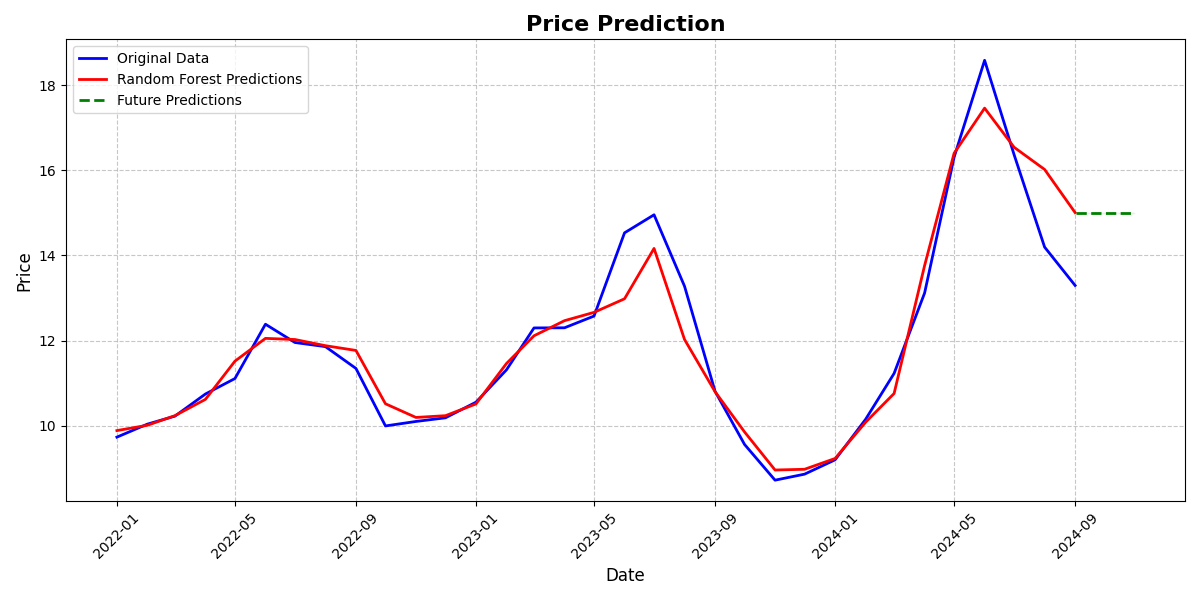 Price Prediction
Original Data
Random Forest Predictions
Future Predictions
Price
18
16
14
12
10
2022-01
2022-05
2022-09
2023-01
2023-05
2023-09
2024-01
2024-05
2024-09
Date